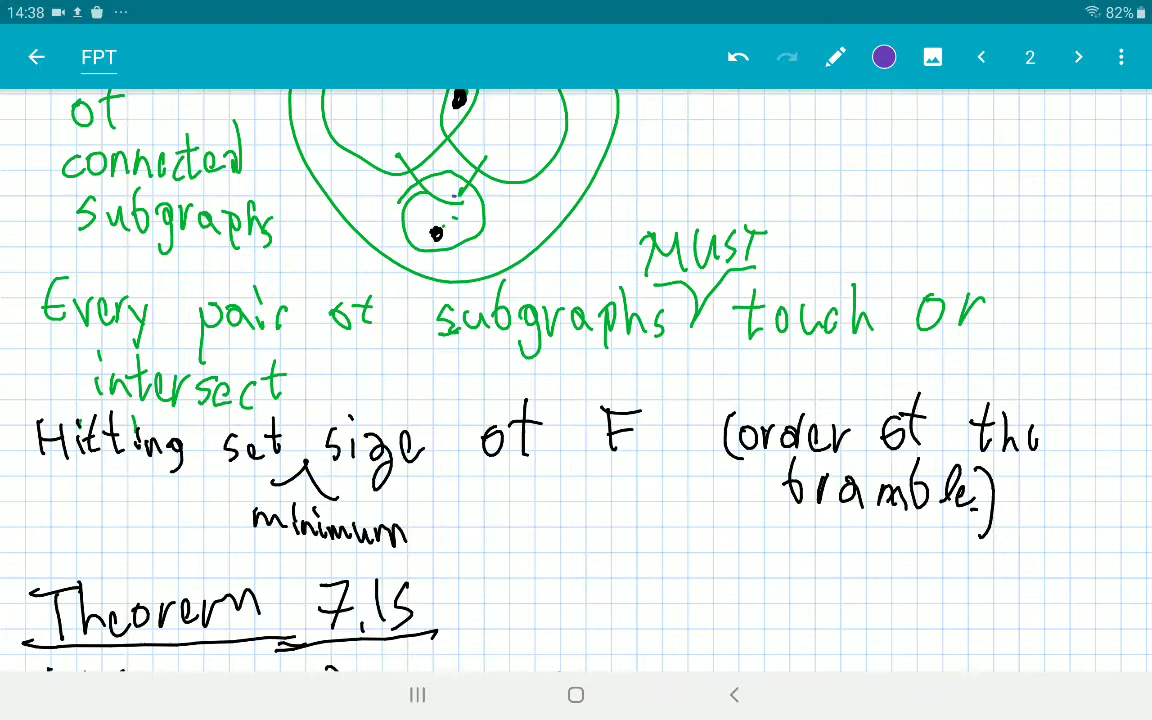 14:38
82%
FPT
2
of
connected
subgraphs
MUST
Every pair of subgraphs touch or
intersect
Hitting set size of F (order of the
minimum
bramble)
Theorem 7.15